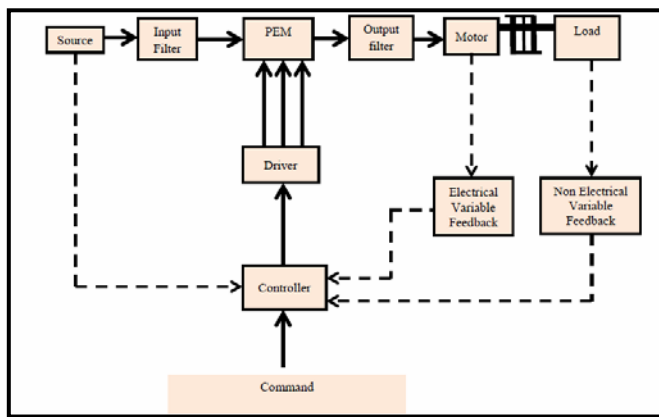 Source
Input
Filter
PEM
Output
filter
Motor
Load
Driver
Electrical
Variable
Feedback
Non Electrical
Variable
Feedback
Controller
Command